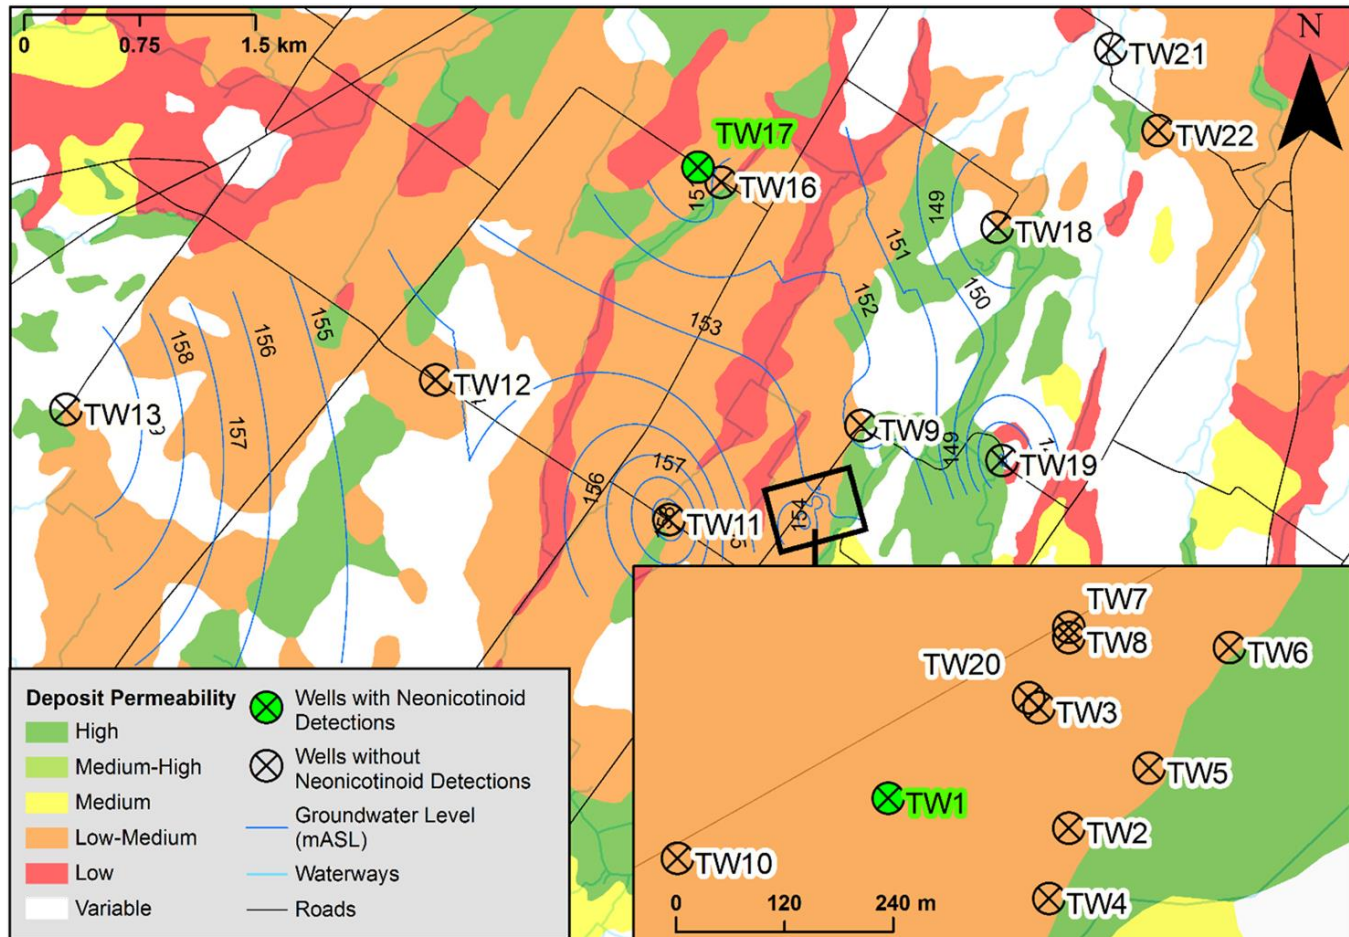 0 0.75 1.5 km
N
TW21
TW22
TW17
TW16
151
149
TW18
151
150
152
153
155
156
158
157
TW12
TW13
TW9
149
TW19
157
156
TW11
154
TW7
TW8
TW20
TW6
TW3
TW5
TW1
TW2
TW10
TW4
0 120 240 m
Deposit Permeability
High
Medium-High
Medium
Low-Medium
Low
Variable
Wells with Neonicotinoid
Detections
Wells without
Neonicotinoid Detections
Groundwater Level
(mASL)
Waterways
Roads